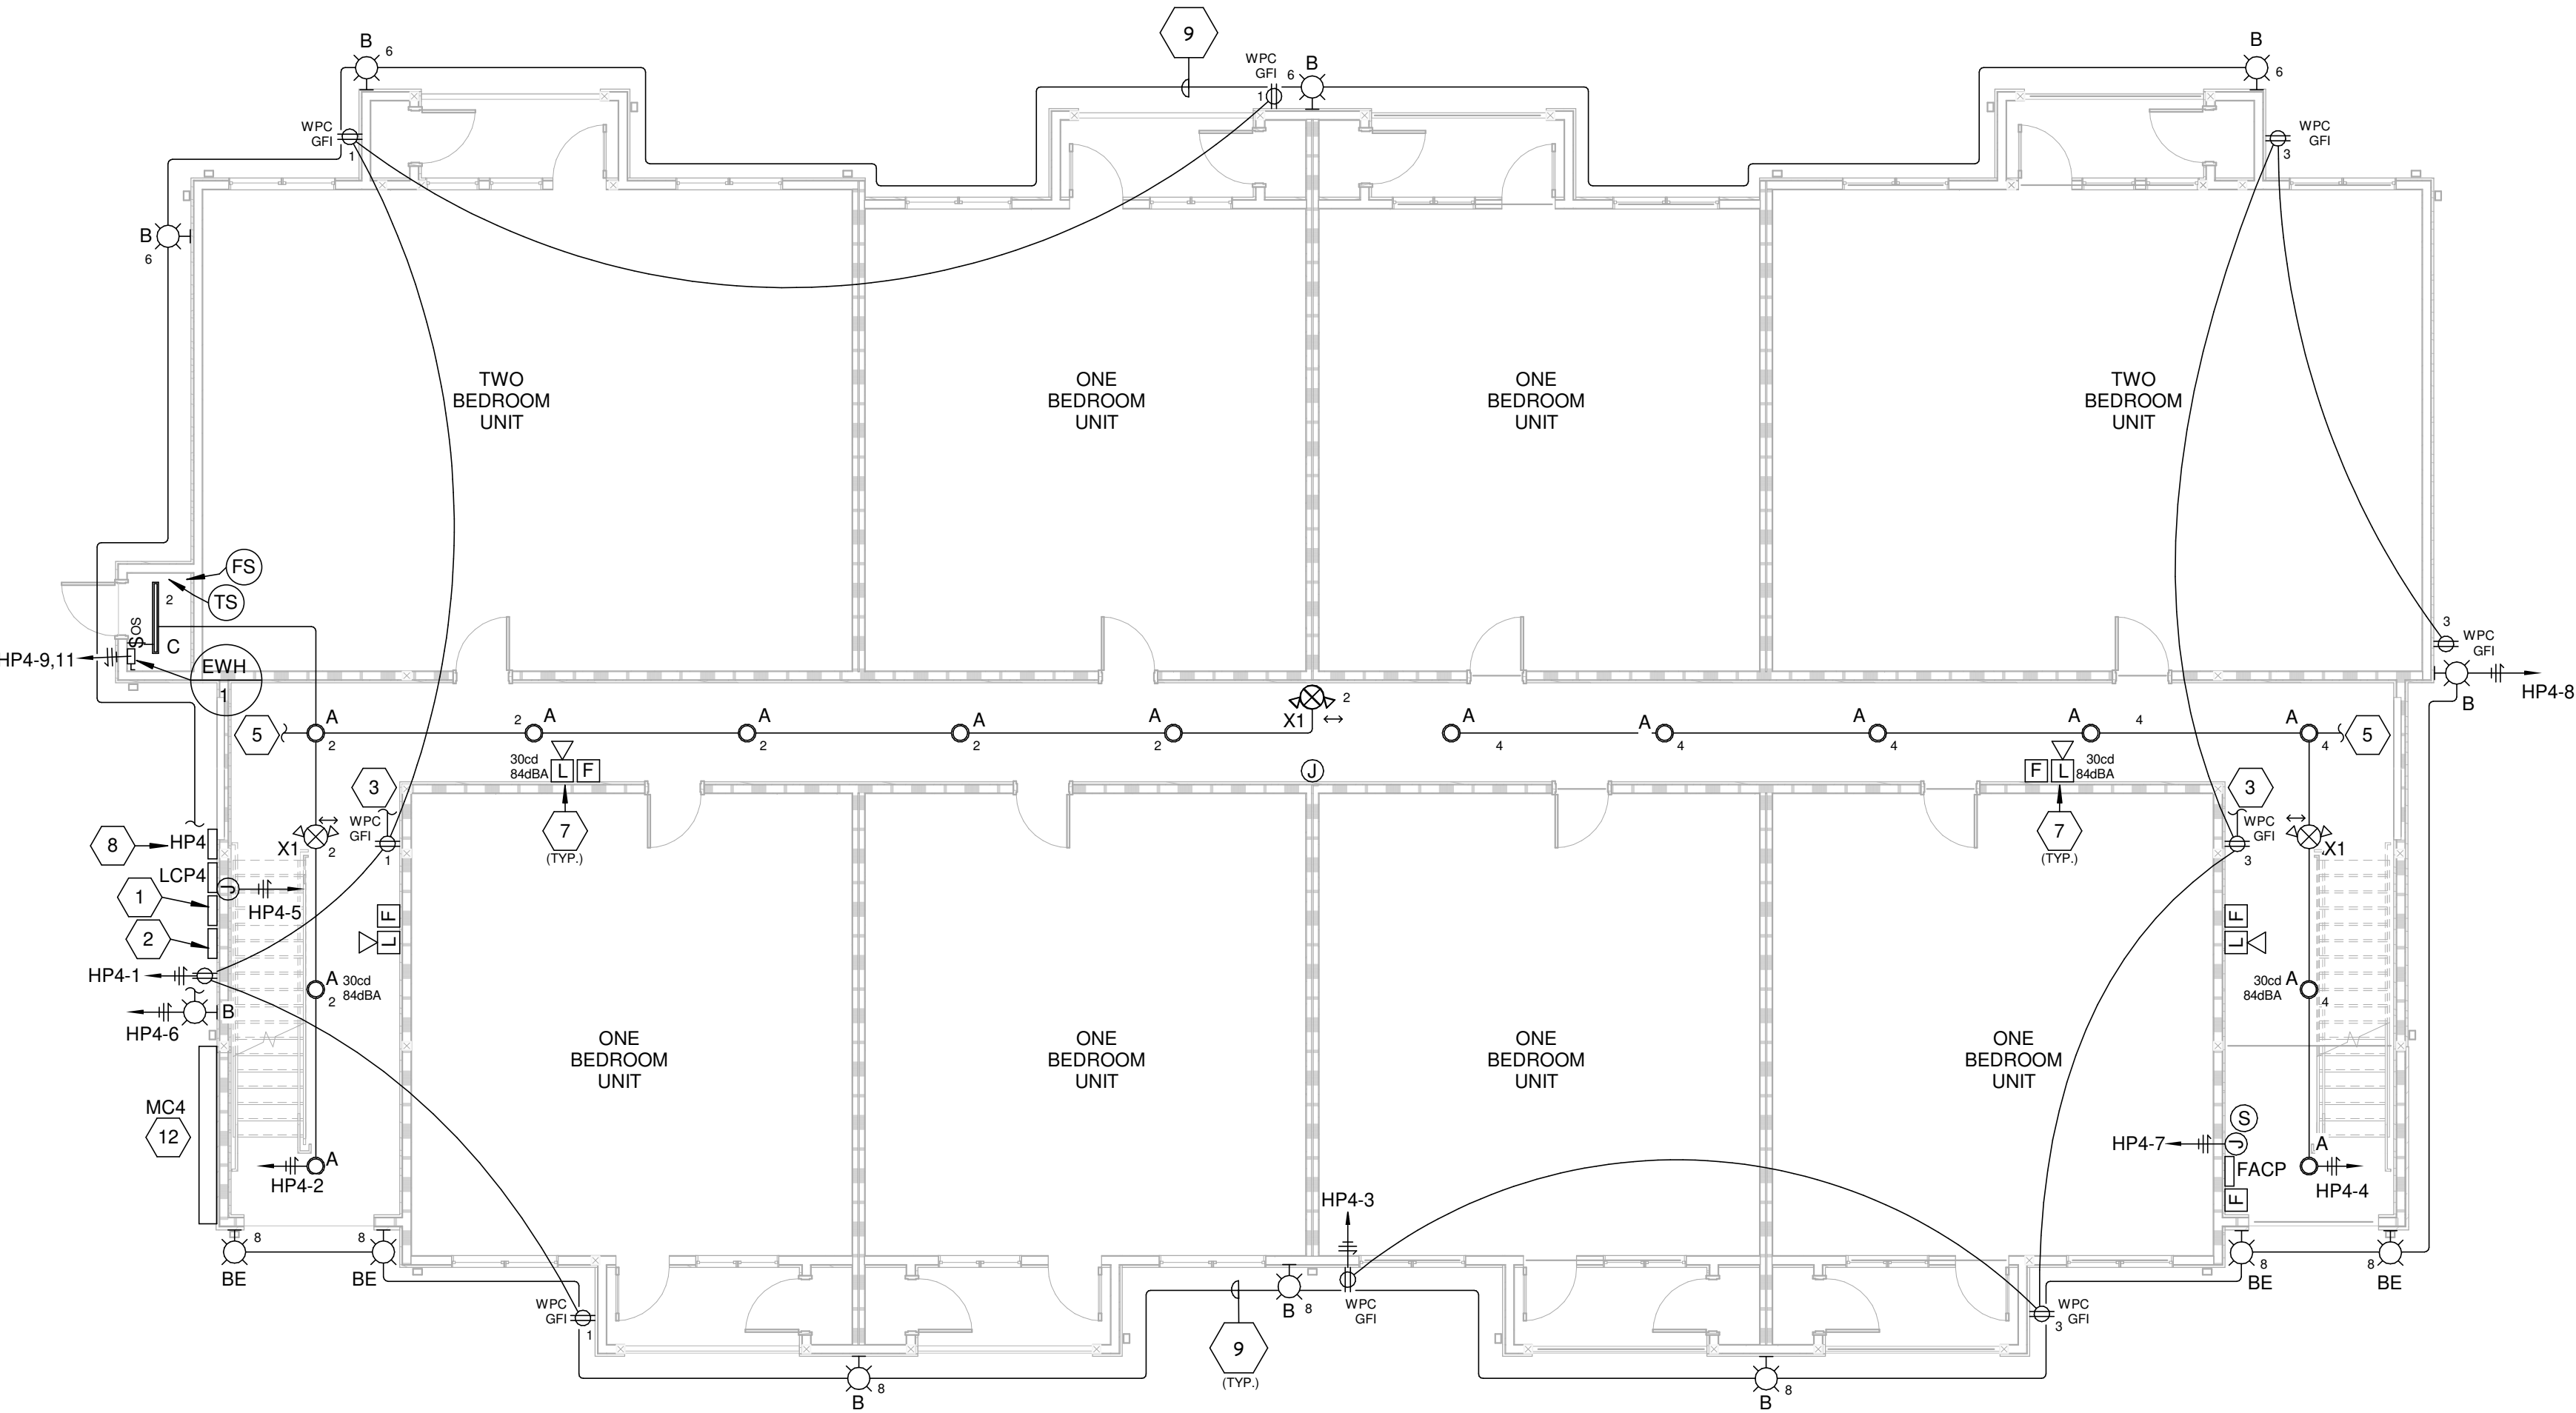 B
6
9
WPC
GFI
1
6
B
B
6
WPC
GFI
1
WPC
GFI
3
B
6
TWO
BEDROOM
UNIT
ONE
BEDROOM
UNIT
ONE
BEDROOM
UNIT
TWO
BEDROOM
UNIT
FS
TS
2
$OS
C
HP4-9,11
EWH
1
3
WPC
GFI
HP4-8
B
5
A
2
2
A
A
2
A
2
A
2
X1
2
A
4
A
4
A
4
A
4
A
4
5
30cd
84dBA
L
F
7
(TYP.)
J
F
L
30cd
84dBA
7
(TYP.)
3
WPC
GFI
1
3
WPC
GFI
3
8
HP4
X1
2
X1
LCP4
J
HP4-5
1
2
F
L
F
L
HP4-1
A
2
30cd
84dBA
30cd
84dBA
A
4
B
HP4-6
ONE
BEDROOM
UNIT
ONE
BEDROOM
UNIT
ONE
BEDROOM
UNIT
ONE
BEDROOM
UNIT
MC4
12
A
HP4-2
S
HP4-7
J
A
FACP
HP4-4
F
HP4-3
8
BE
8
BE
WPC
GFI
1
B
8
WPC
GFI
WPC
GFI
3
8
BE
8
BE
9
(TYP.)
B
8
B
8